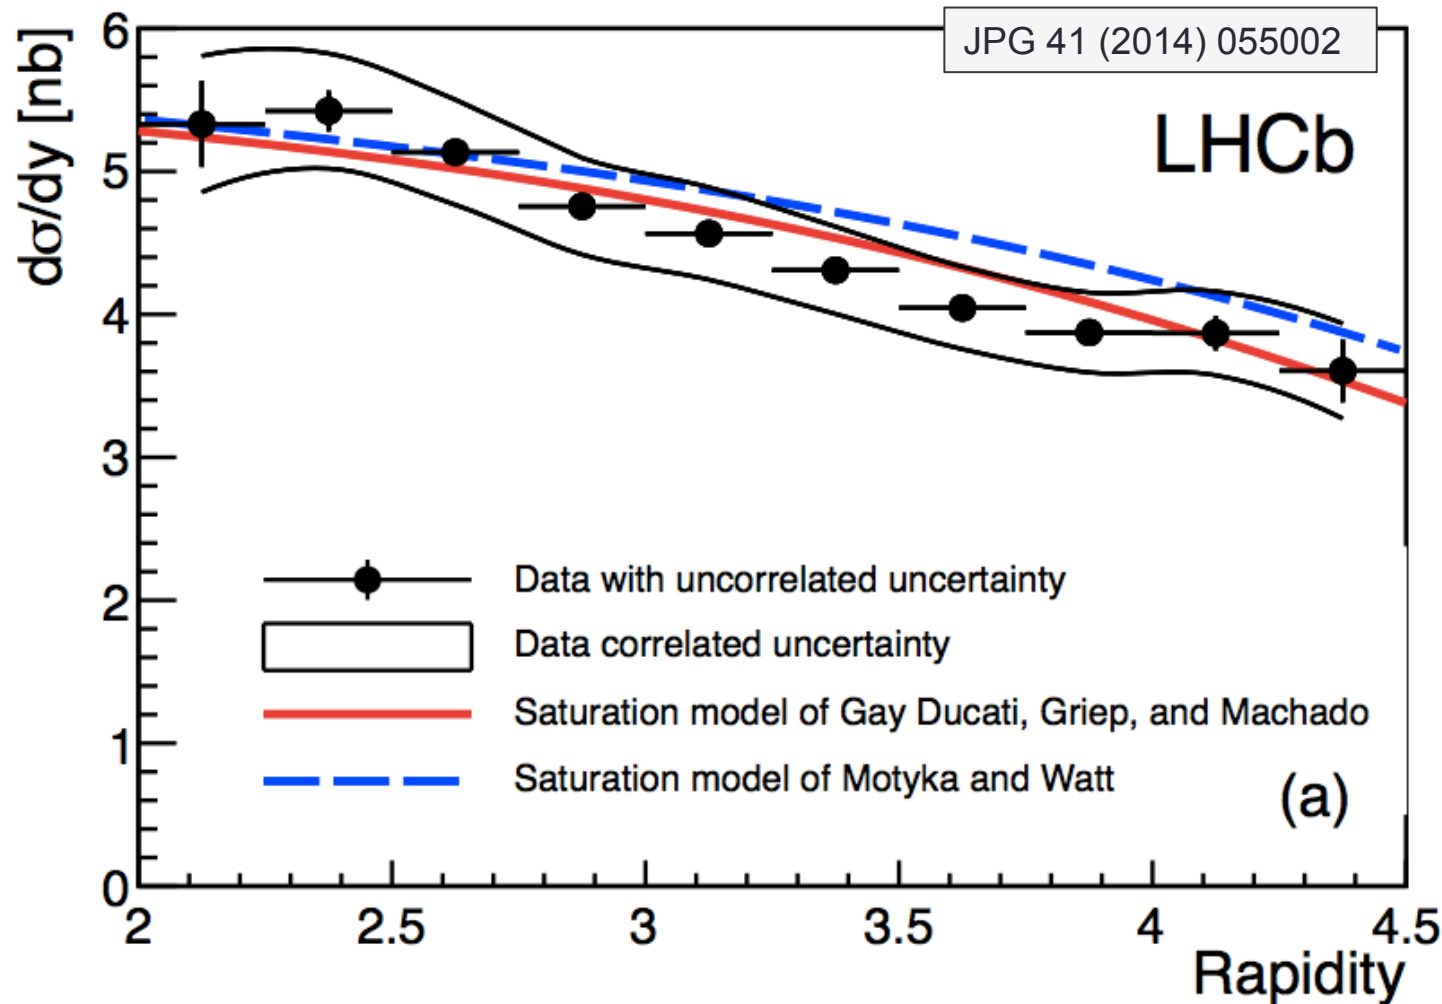 JPG 41 (2014) 055002
LHCb
dσ/dy [nb]
6
5
4
3
2
1
0
Data with uncorrelated uncertainty
Data correlated uncertainty
Saturation model of Gay Ducati, Griep, and Machado
Saturation model of Motyka and Watt
(a)
2 2.5 3 3.5 4 4.5
Rapidity